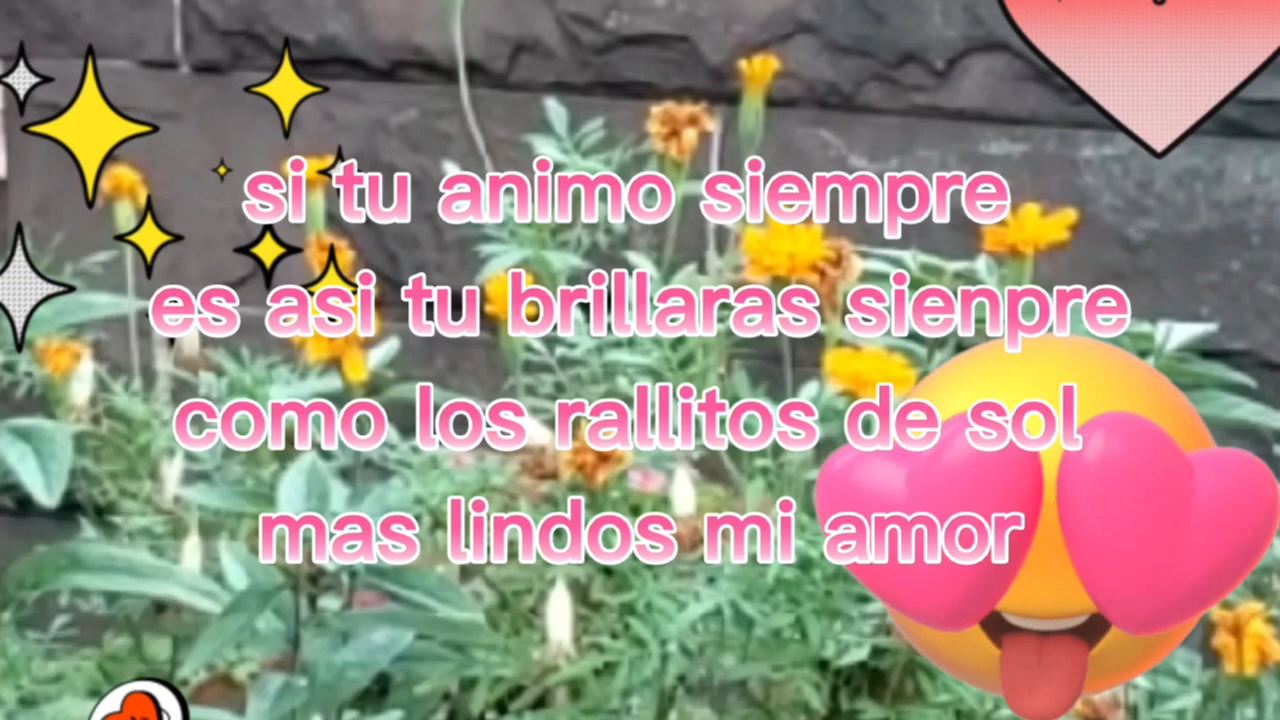 si tu animo siempre
es asi tu brillaras sienpre
como los rallitos de sol
mas lindos mi amor